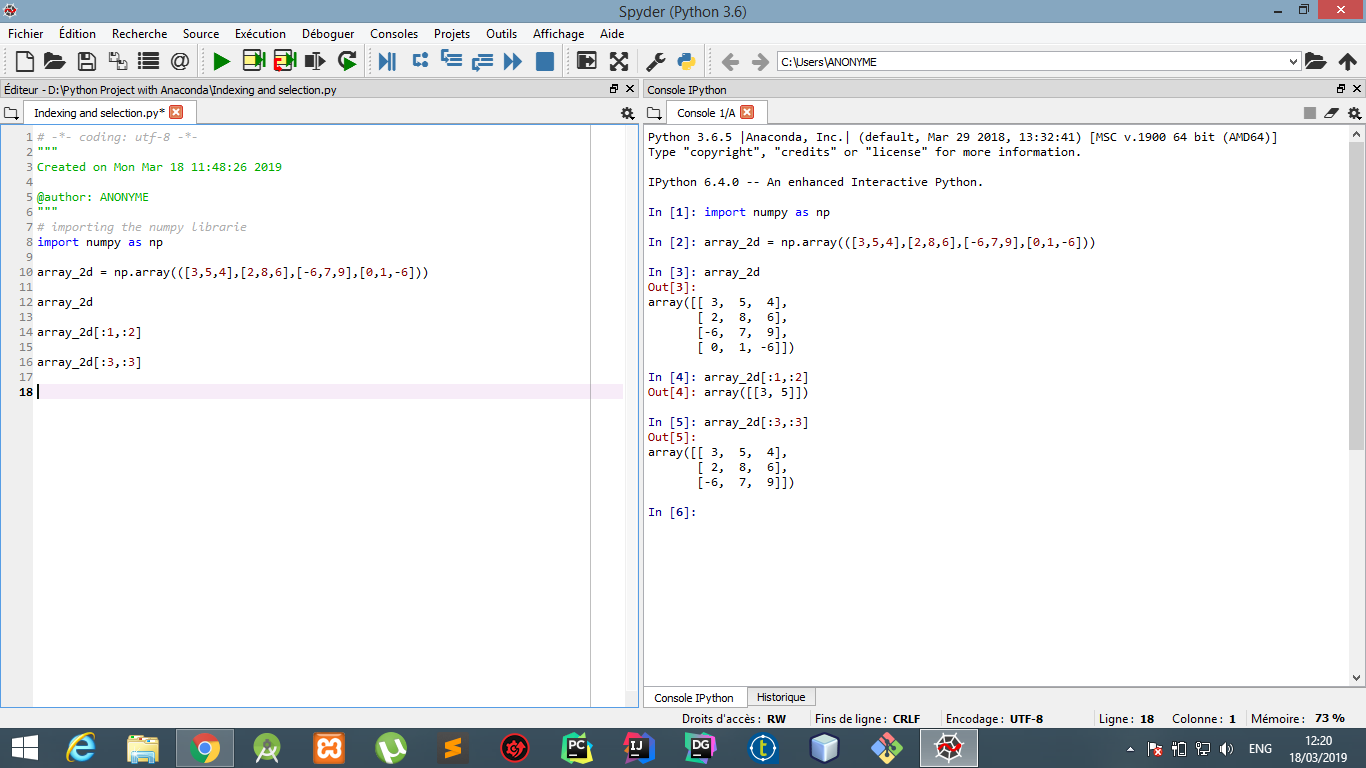 Spyder (Python 3.6)
Fichier Édition Recherche Source Exécution Déboguer Consoles Projets Outils Affichage Aide
C:\Users\ANONYME
Éditeur - D:\Python Project with Anaconda\Indexing and selection.py
Indexing and selection.py*
1 # -*- coding: utf-8 -*-
2 """
3 Created on Mon Mar 18 11:48:26 2019
4
5 @author: ANONYME
6 """
7 # importing the numpy librarie
8 import numpy as np
9
10 array_2d = np.array(([3,5,4],[2,8,6],[-6,7,9],[0,1,-6]))
11
12 array_2d
13
14 array_2d[:1,:2]
15
16 array_2d[:3,:3]
17
18
Console IPython
Console 1/A
Python 3.6.5 |Anaconda, Inc.| (default, Mar 29 2018, 13:32:41) [MSC v.1900 64 bit (AMD64)]
Type "copyright", "credits" or "license" for more information.
IPython 6.4.0 -- An enhanced Interactive Python.
In [1]: import numpy as np
In [2]: array_2d = np.array(([3,5,4],[2,8,6],[-6,7,9],[0,1,-6]))
In [3]: array_2d
Out[3]:
array([[ 3,  5,  4],
       [ 2,  8,  6],
       [-6,  7,  9],
       [ 0,  1, -6]])
In [4]: array_2d[:1,:2]
Out[4]: array([[3, 5]])
In [5]: array_2d[:3,:3]
Out[5]:
array([[ 3,  5,  4],
       [ 2,  8,  6],
       [-6,  7,  9]])
In [6]:
Console IPython Historique
Droits d'accès : RW Fins de ligne : CRLF Encodage : UTF-8 Ligne : 18 Colonne : 1 Mémoire : 73 %
PC IJ DG t ENG
12:20
18/03/2019